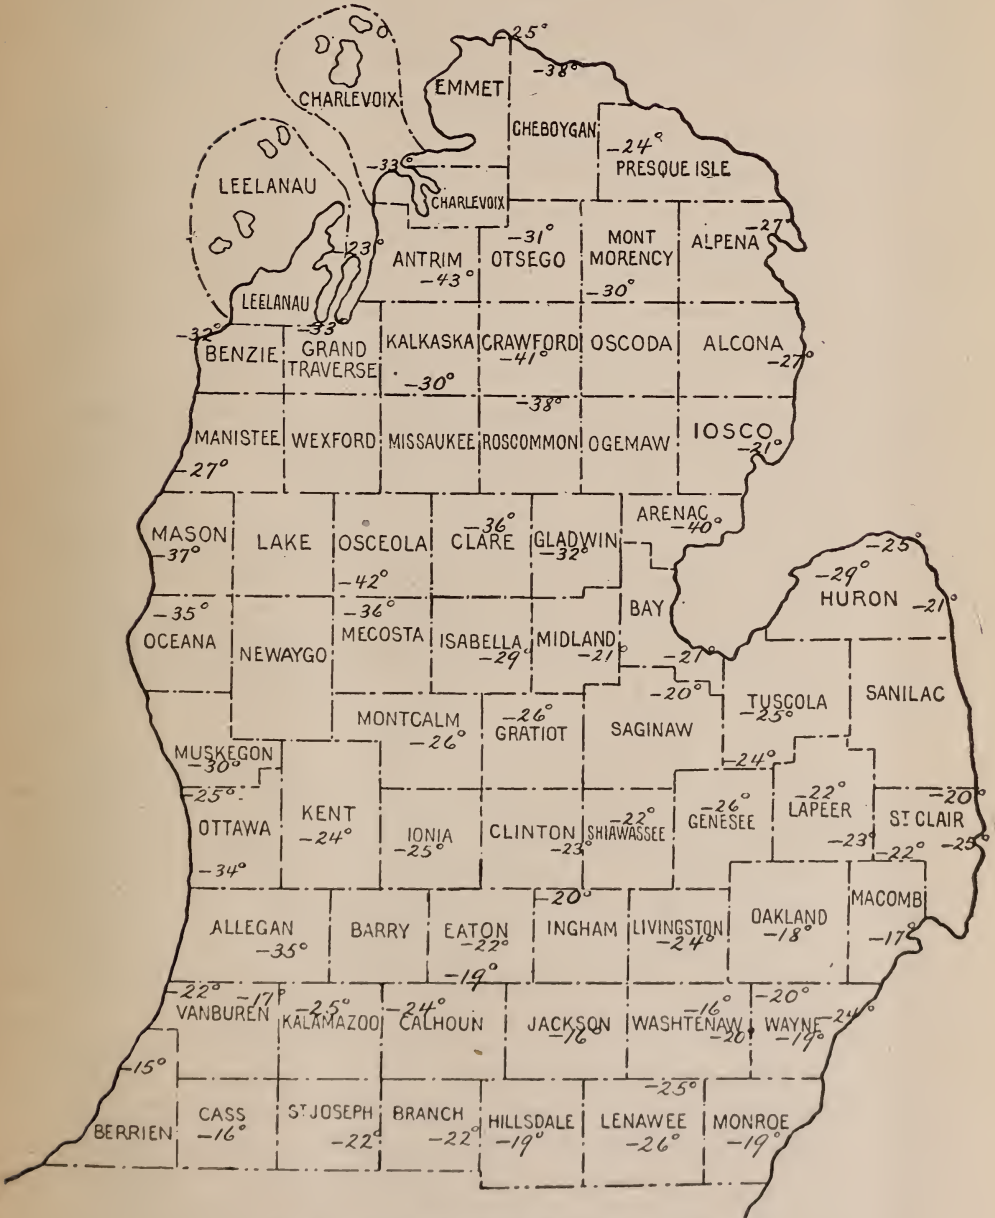 -25°
-38°
EMMET
CHARLEVOIX
CHEBOYGAN
-24°
PRESQUE ISLE
-33°
LEELANAU
CHARLEVOIX
-27°
-31°
MONT
MORENCY
ALPENA
23°
ANTRIM
OTSEGO
-43°
-30°
LEELANAU
-32°
-33°
BENZIE
GRAND
TRAVERSE
KALKASKA
CRAWFORD
-41°
OSCODA
ALCONA
-27°
-30°
-38°
MANISTEE
WEXFORD
MISSAUKEE
ROSCOMMON
OGEMAW
IOSCO
-21°
-27°
ARENAC
-40°
MASON
-37°
LAKE
OSCEOLA
-36°
CLARE
GLADWIN
-32°
-25°
-42°
-29°
HURON
-21°
-35°
OCEANA
-36°
MECOSTA
BAY
NEWAYGO
ISABELLA
-29°
MIDLAND
-21°
-21°
-20°
TUSCOLA
-25°
SANILAC
MONTCALM
-26°
-26°
GRATIOT
SAGINAW
MUSKEGON
-30°
-24°
-25°
OTTAWA
KENT
-24°
IONIA
-25°
CLINTON
-23°
-22°
SHIAWASSEE
-26°
GENESEE
-22°
LAPEER
-23°
-20°
ST CLAIR
-25°
-22°
-34°
-20°
ALLEGAN
-35°
BARRY
EATON
-22°
INGHAM
LIVINGSTON
-24°
OAKLAND
-18°
MACOMB
-17°
-19°
-22°
-17°
VANBUREN
-25°
KALAMAZOO
-24°
CALHOUN
JACKSON
-16°
-16°
WASHTENAW
-20
-20°
WAYNE
-24°
-19°
-15°
-25°
BERRIEN
CASS
-16°
ST JOSEPH
-22°
BRANCH
-22°
HILLSDALE
-19°
LENAWEE
-26°
MONROE
-19°